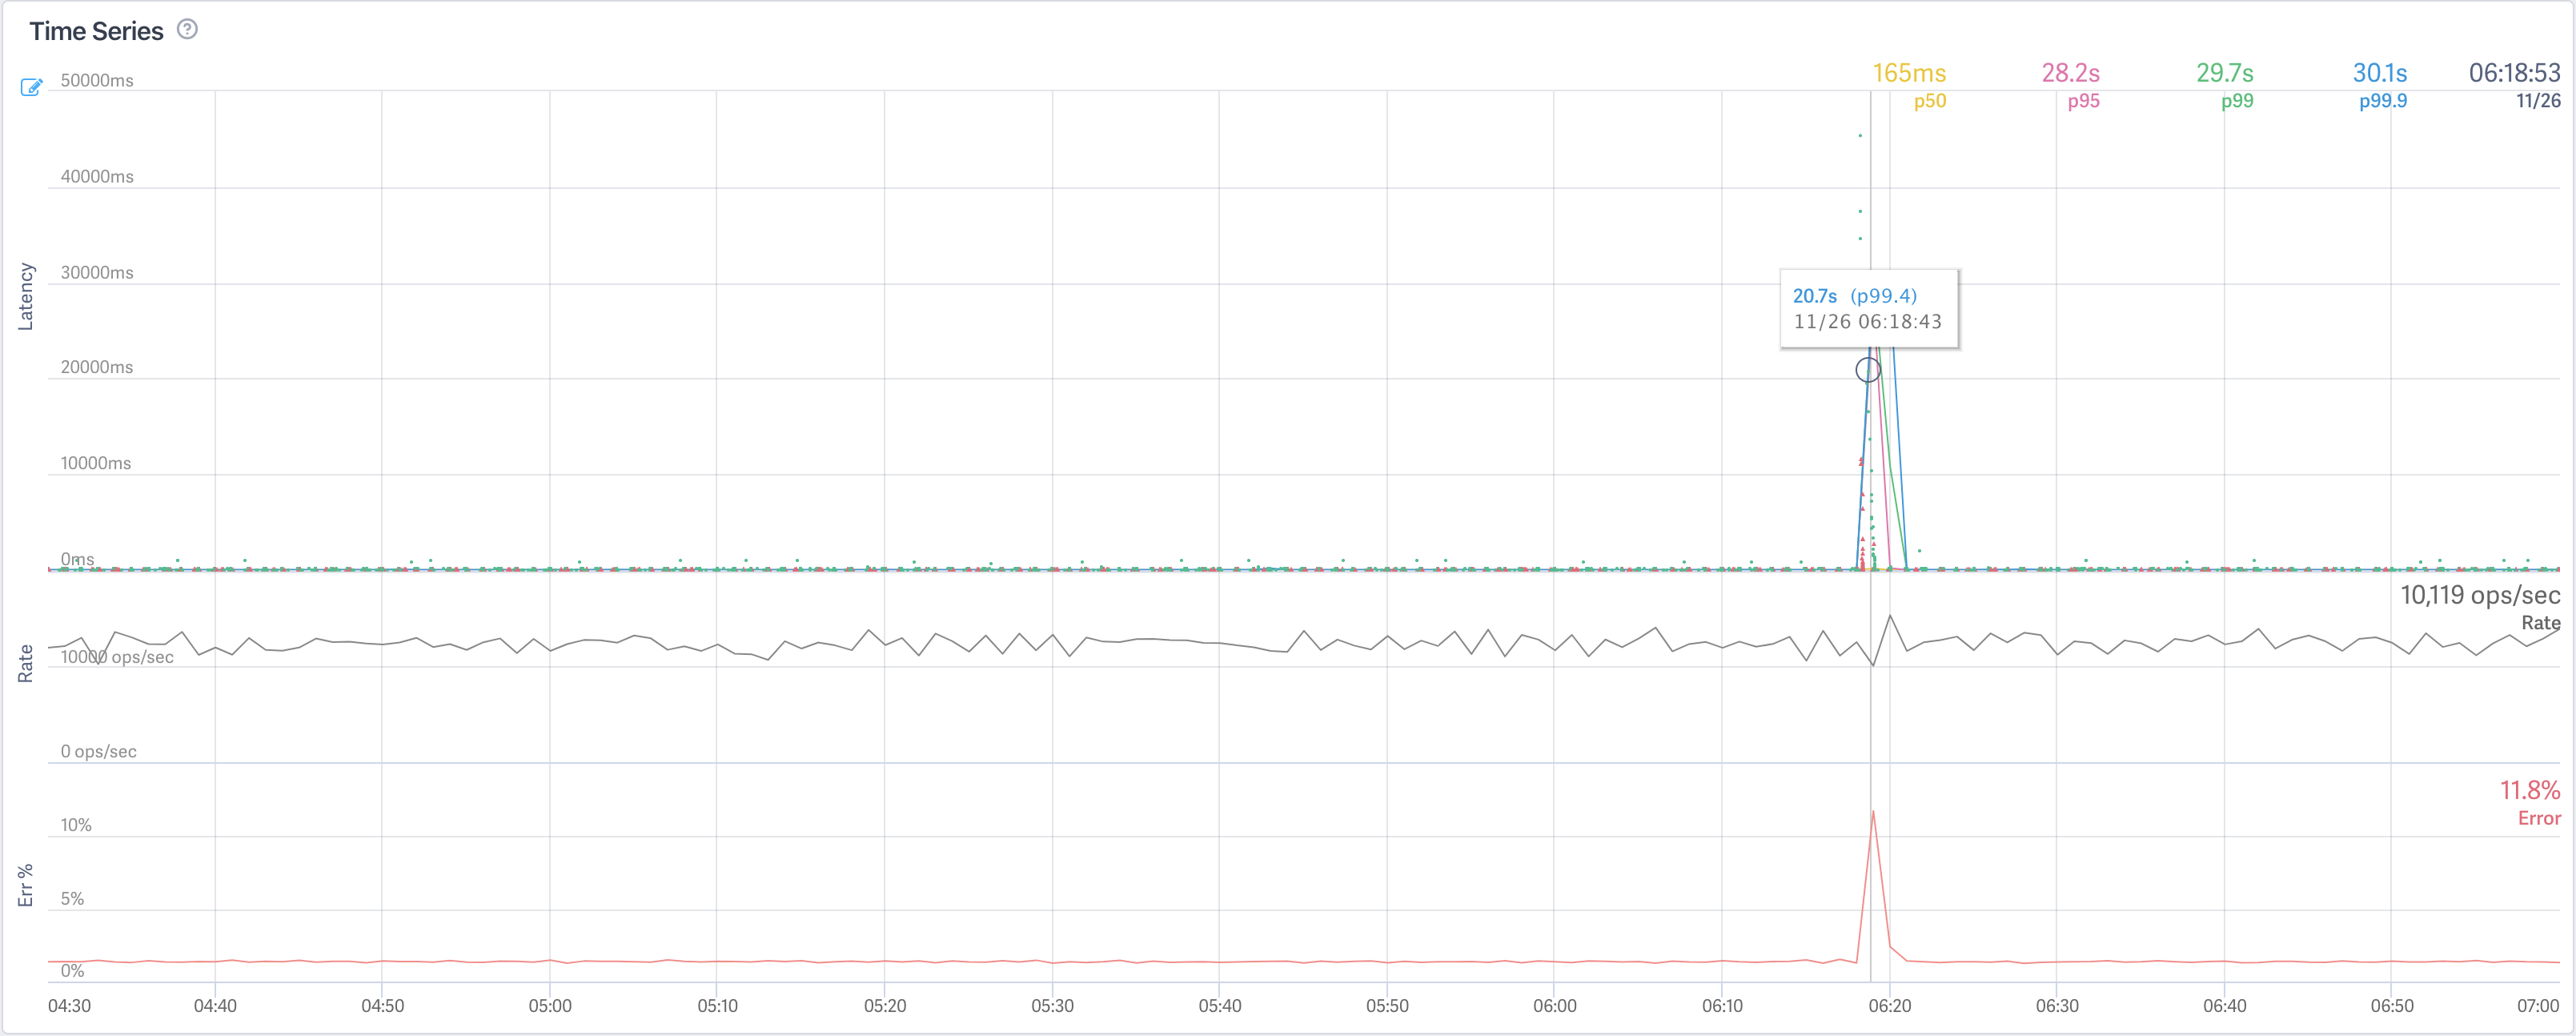 Time Series
50000ms
165ms 28.2s 29.7s 30.1s 06:18:53
p50 p95 p99 p99.9 11/26
40000ms
30000ms
20.7s (p99.4)
11/26 06:18:43
20000ms
10000ms
0ms
Latency
10,119 ops/sec
Rate
10000 ops/sec
0 ops/sec
Rate
11.8%
Error
10%
5%
0%
Err %
04:30 04:40 04:50 05:00 05:10 05:20 05:30 05:40 05:50 06:00 06:10 06:20 06:30 06:40 06:50 07:00